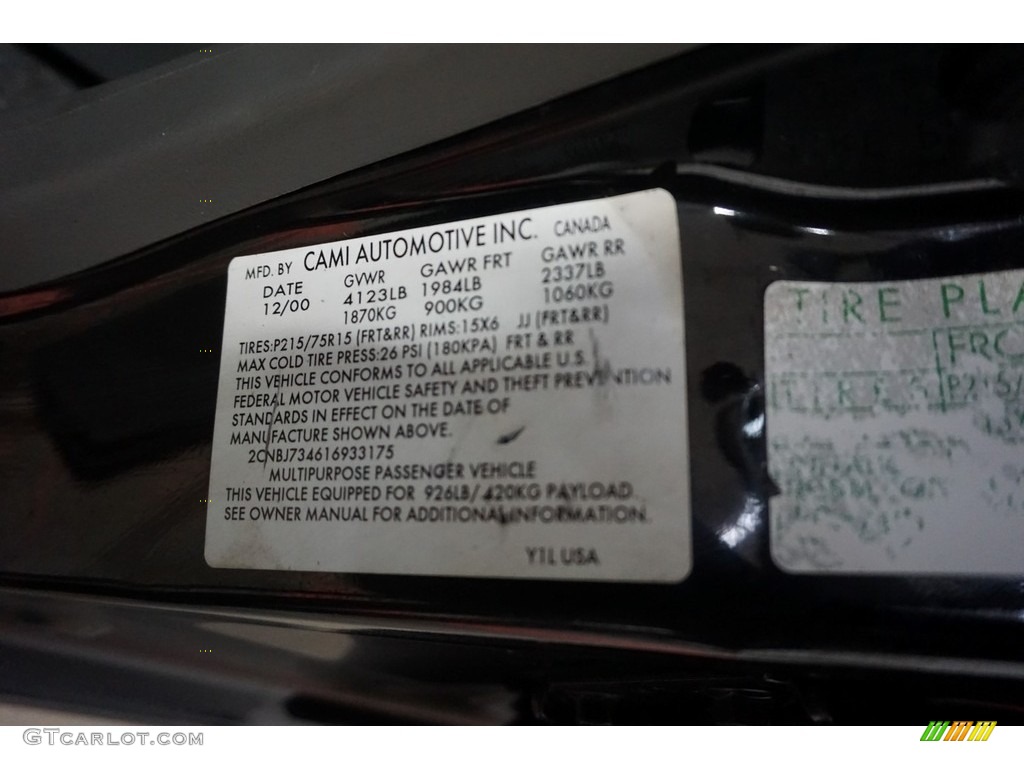 MFD. BY CAMI AUTOMOTIVE INC. CANADA
DATE GVWR GAWR FRT GAWR RR
12/00 4123LB 1984LB 2337LB
1870KG 900KG 1060KG
TIRES:P215/75R15 (FRT&RR) RIMS:15X6 JJ (FRT&RR)
MAX COLD TIRE PRESS:26 PSI (180KPA) FRT & RR
THIS VEHICLE CONFORMS TO ALL APPLICABLE U.S.
FEDERAL MOTOR VEHICLE SAFETY AND THEFT PREVENTION
STANDARDS IN EFFECT ON THE DATE OF
MANUFACTURE SHOWN ABOVE.
2CNBJ734616933175
MULTIPURPOSE PASSENGER VEHICLE
THIS VEHICLE EQUIPPED FOR 926LB/420KG PAYLOAD.
SEE OWNER MANUAL FOR ADDITIONAL INFORMATION.
Y1L USA
TIRE PLA
FRO
P215/
GTcarlot.com